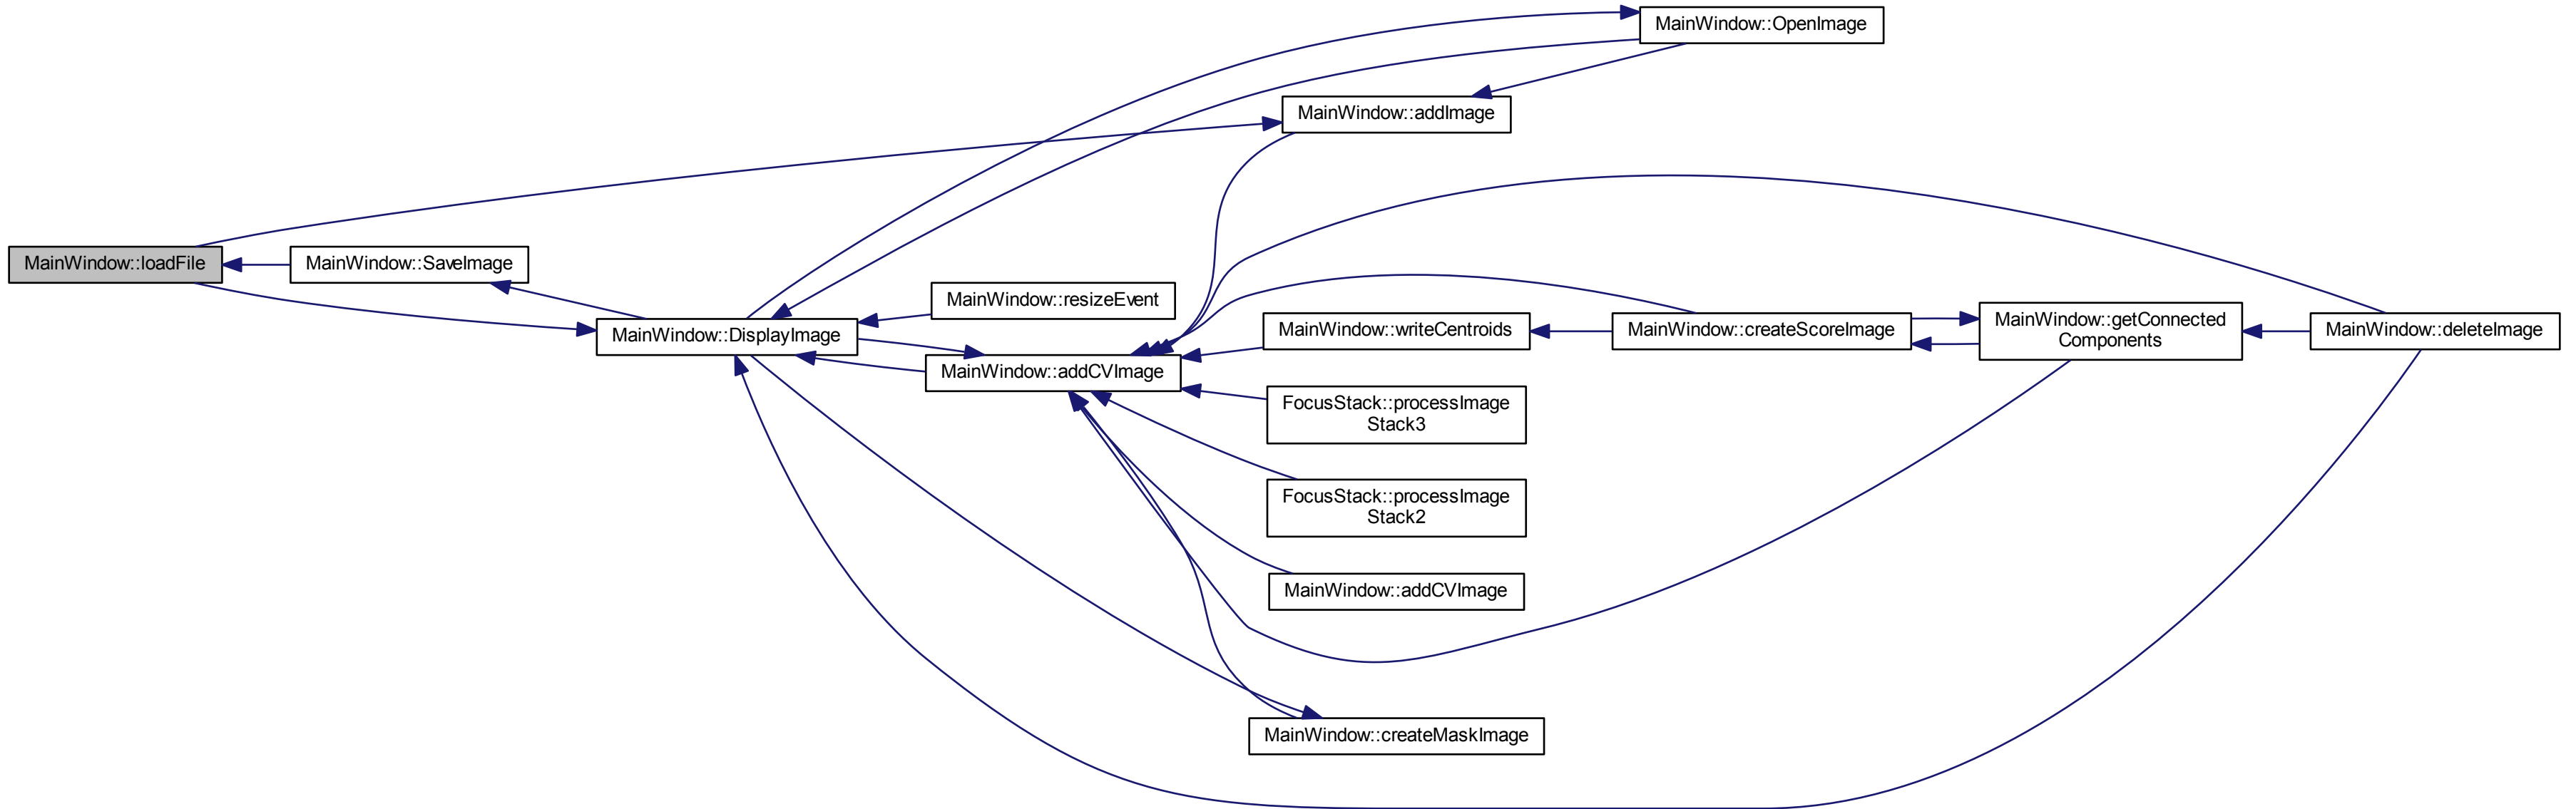 MainWindow::OpenImage
MainWindow::addImage
MainWindow::loadFile
MainWindow::SaveImage
MainWindow::resizeEvent
MainWindow::DisplayImage
MainWindow::addCVImage
MainWindow::writeCentroids
MainWindow::createScoreImage
MainWindow::getConnected
Components
MainWindow::deleteImage
FocusStack::processImage
Stack3
FocusStack::processImage
Stack2
MainWindow::addCVImage
MainWindow::createMaskImage